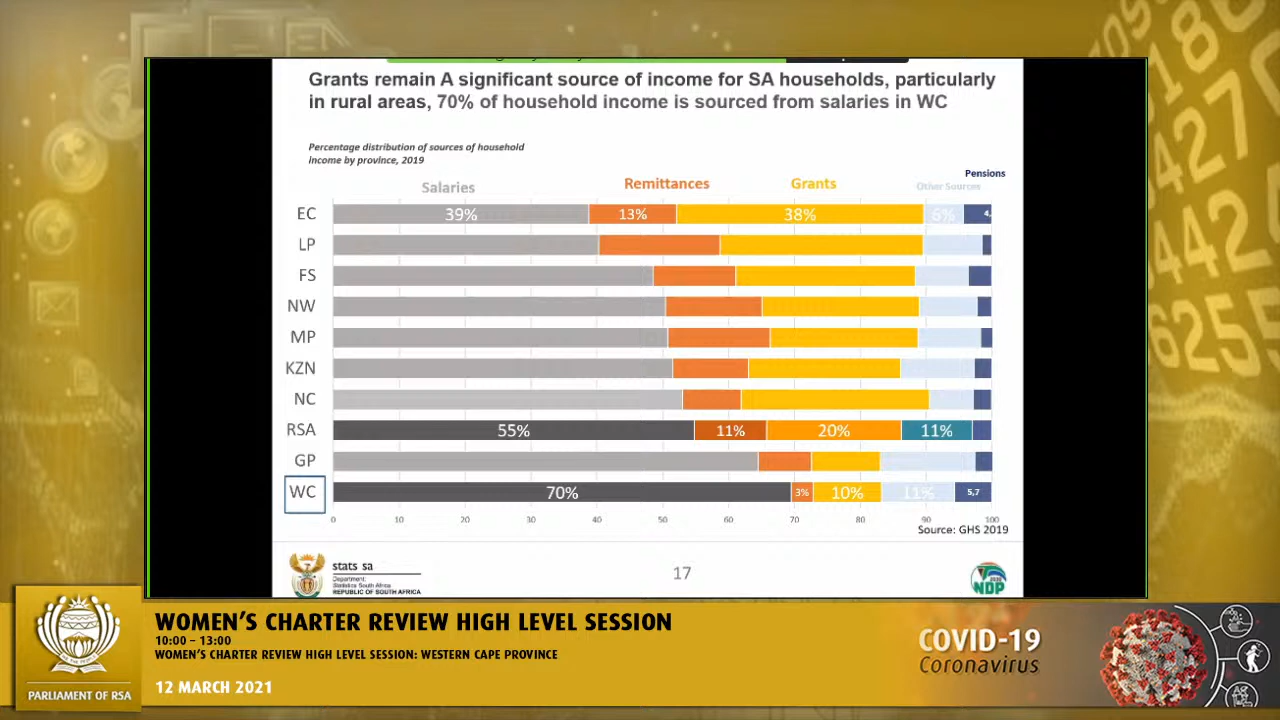 Grants remain A significant source of income for SA households, particularly
in rural areas, 70% of household income is sourced from salaries in WC
Percentage distribution of sources of household
income by province, 2019
Salaries Remittances Grants Other Sources Pensions
EC 39% 13% 38% 6% 4,
LP
FS
NW
MP
KZN
NC
RSA 55% 11% 20% 11%
GP
WC 70% 3% 10% 11% 5,7
0 10 20 30 40 50 60 70 80 90 100
Source: GHS 2019
stats sa
Department:
Statistics South Africa
REPUBLIC OF SOUTH AFRICA
17
2030
NDP
WOMEN'S CHARTER REVIEW HIGH LEVEL SESSION
10:00 – 13:00
WOMEN'S CHARTER REVIEW HIGH LEVEL SESSION: WESTERN CAPE PROVINCE
12 MARCH 2021
PARLIAMENT OF RSA
COVID-19
Coronavirus